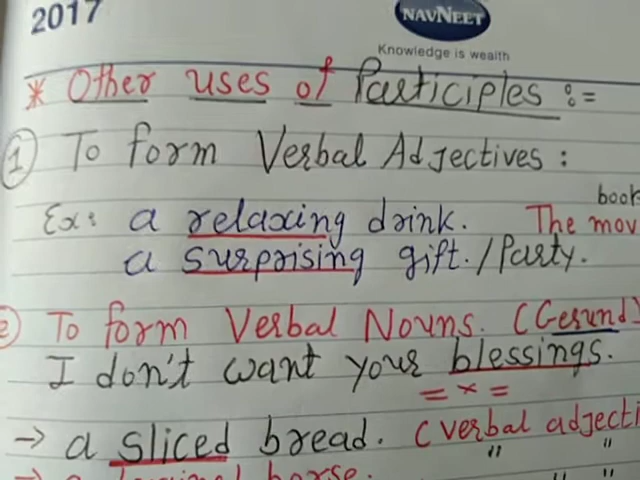 2017
NAVNEET
Knowledge is wealth
* Other uses of Participles :=
1 To form Verbal Adjectives :
book
Ex: a relaxing drink. The mov
a surprising gift./Party.
2 To form Verbal Nouns. (Gerund)
I don't want your blessings.
= x =
→ a sliced bread. (verbal adjecti
" "
→ a horse. " "